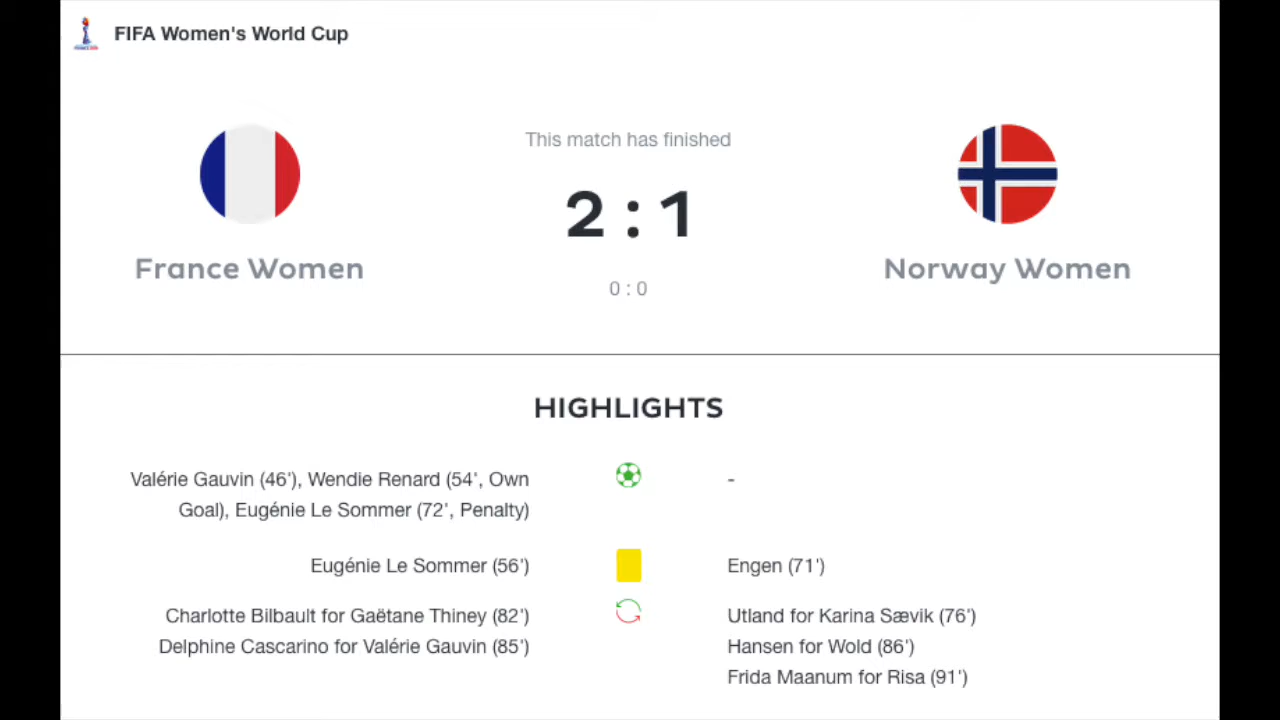 FIFA Women's World Cup
This match has finished
2 : 1
France Women
Norway Women
0 : 0
HIGHLIGHTS
Valérie Gauvin (46'), Wendie Renard (54', Own
Goal), Eugénie Le Sommer (72', Penalty)
-
Eugénie Le Sommer (56')
Engen (71')
Charlotte Bilbault for Gaëtane Thiney (82')
Delphine Cascarino for Valérie Gauvin (85')
Utland for Karina Sævik (76')
Hansen for Wold (86')
Frida Maanum for Risa (91')